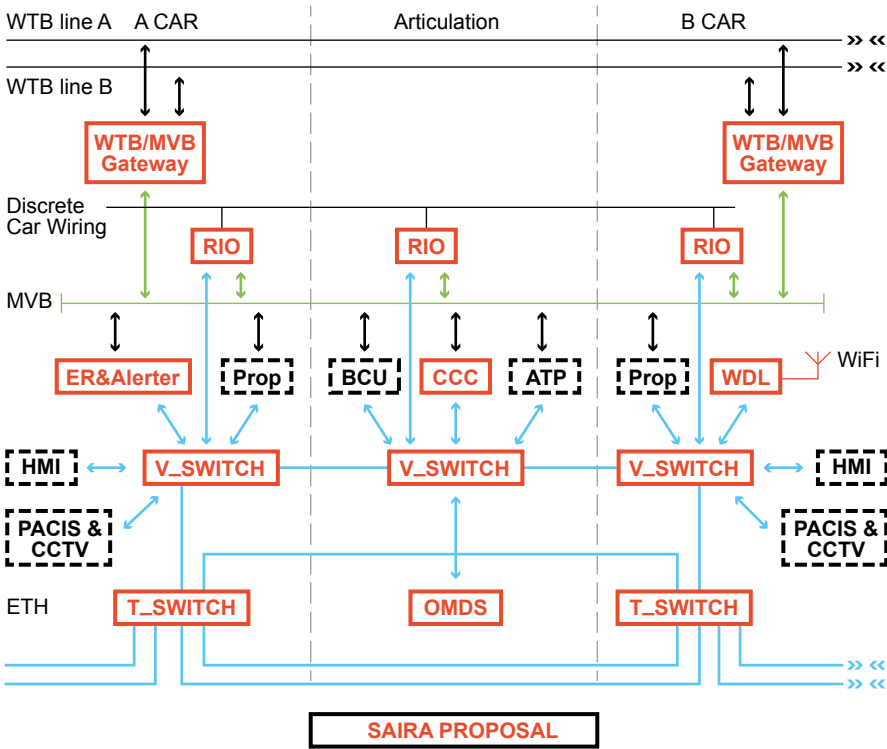 WTB line A
A CAR
Articulation
B CAR
WTB line B
WTB/MVB
Gateway
WTB/MVB
Gateway
Discrete
Car Wiring
RIO
RIO
RIO
MVB
ER&Alerter
Prop
BCU
CCC
ATP
Prop
WDL
WiFi
HMI
V_SWITCH
V_SWITCH
V_SWITCH
HMI
PACIS &
CCTV
PACIS &
CCTV
ETH
T_SWITCH
OMDS
T_SWITCH
SAIRA PROPOSAL